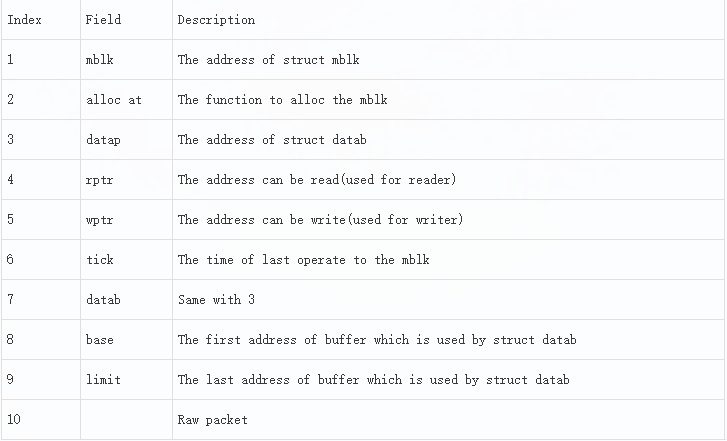 Index Field Description
1 mblk The address of struct mblk
2 alloc at The function to alloc the mblk
3 datap The address of struct datab
4 rptr The address can be read(used for reader)
5 wptr The address can be write(used for writer)
6 tick The time of last operate to the mblk
7 datab Same with 3
8 base The first address of buffer which is used by struct datab
9 limit The last address of buffer which is used by struct datab
10 Raw packet